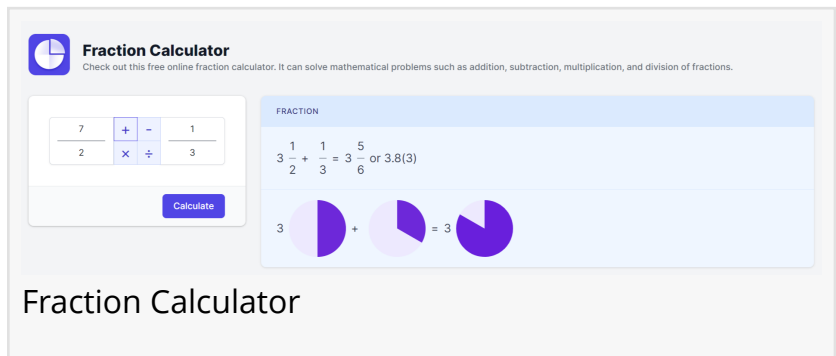 Fraction Calculator
Check out this free online fraction calculator. It can solve mathematical problems such as addition, subtraction, multiplication, and division of fractions.
7 + - 1
2 × ÷ 3
Calculate
FRACTION
3 1/2 + 1/3 = 3 5/6 or 3.8(3)
3 + = 3
Fraction Calculator